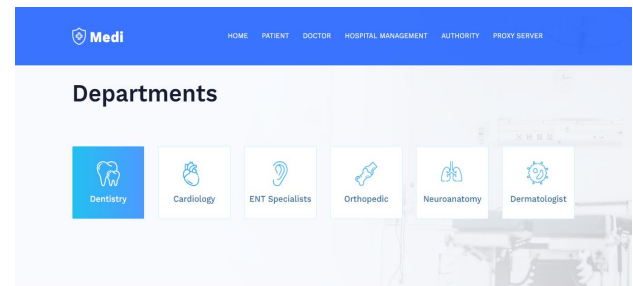 Medi
HOME PATIENT DOCTOR HOSPITAL MANAGEMENT AUTHORITY PROXY SERVER
Departments
Dentistry Cardiology ENT Specialists Orthopedic Neuroanatomy Dermatologist